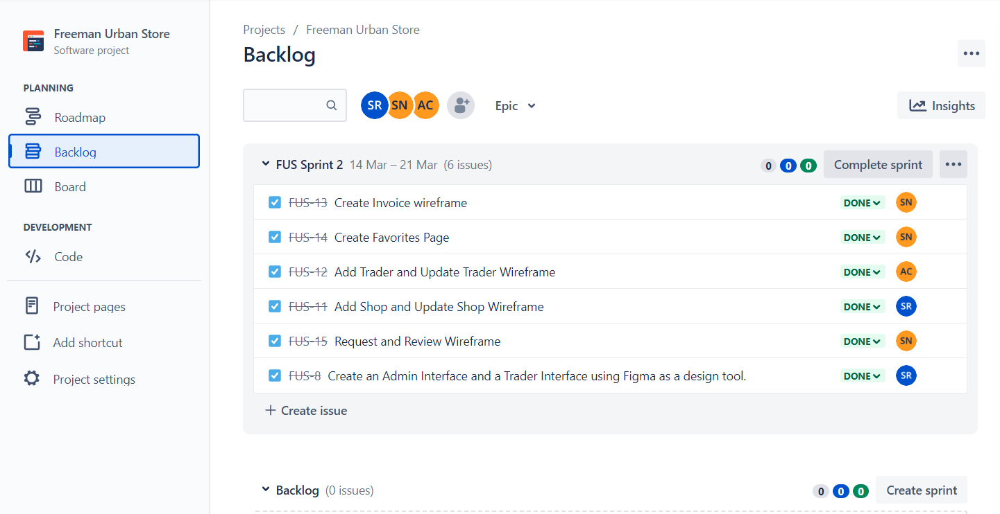 Freeman Urban Store
Software project
PLANNING
Roadmap
Backlog
Board
DEVELOPMENT
Code
Project pages
Add shortcut
Project settings
Projects / Freeman Urban Store
Backlog
SR SN AC Epic
Insights
FUS Sprint 2 14 Mar – 21 Mar (6 issues) 0 0 0 Complete sprint
FUS-13 Create Invoice wireframe DONE SN
FUS-14 Create Favorites Page DONE SN
FUS-12 Add Trader and Update Trader Wireframe DONE AC
FUS-11 Add Shop and Update Shop Wireframe DONE SR
FUS-15 Request and Review Wireframe DONE SN
FUS-8 Create an Admin Interface and a Trader Interface using Figma as a design tool. DONE SR
+ Create issue
Backlog (0 issues) 0 0 0 Create sprint